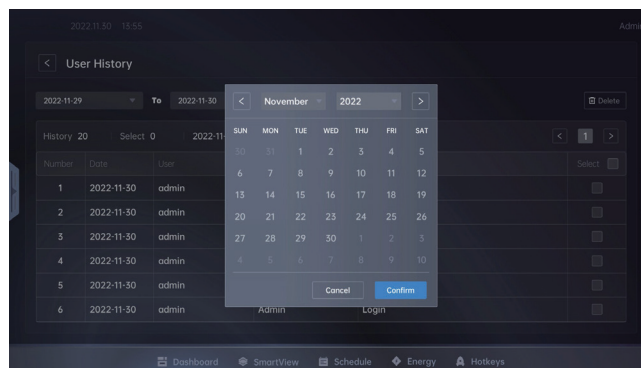 2022.11.30 13:55 Admi
< User History
2022-11-29 To 2022-11-30 Delete
History 20 Select 0 2022-11- < 1 >
Number Date User Select
1 2022-11-30 admin
2 2022-11-30 admin
3 2022-11-30 admin
4 2022-11-30 admin
5 2022-11-30 admin
6 2022-11-30 admin Admin Login
< November 2022 >
SUN MON TUE WED THU FRI SAT
30 31 1 2 3 4 5
6 7 8 9 10 11 12
13 14 15 16 17 18 19
20 21 22 23 24 25 26
27 28 29 30 1 2 3
4 5 6 7 8 9 10
Cancel Confirm
Dashboard SmartView Schedule Energy Hotkeys